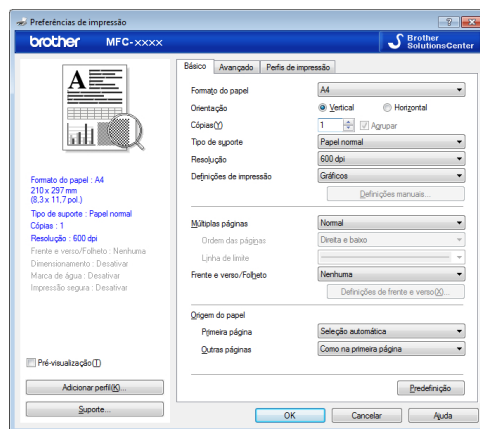 Preferências de impressão
brother MFC-xxxx
Brother
SolutionsCenter
Básico Avançado Perfis de impressão
A
Formato do papel : A4
210 x 297 mm
(8,3 x 11,7 pol.)
Tipo de suporte : Papel normal
Cópias : 1
Resolução : 600 dpi
Frente e verso/Folheto : Nenhuma
Dimensionamento : Desativar
Marca de água : Desativar
Impressão segura : Desativar
Pré-visualização(T)
Adicionar perfil(K)...
Suporte...
Formato do papel A4
Orientação Vertical Horizontal
Cópias(Y) 1 Agrupar
Tipo de suporte Papel normal
Resolução 600 dpi
Definições de impressão Gráficos
Definições manuais...
Múltiplas páginas Normal
Ordem das páginas Direita e baixo
Linha de limite
Frente e verso/Folheto Nenhuma
Definições de frente e verso(X)...
Origem do papel
Primeira página Seleção automática
Outras páginas Como na primeira página
Predefinição
OK Cancelar Ajuda